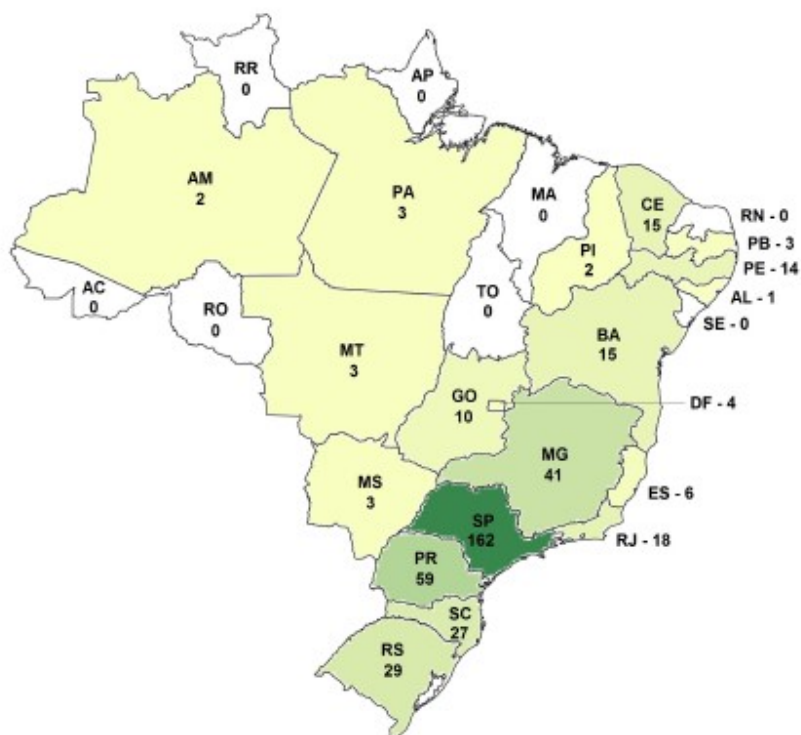 RR
0
AP
0
AM
2
PA
3
MA
0
CE
15
RN - 0
PB - 3
PE - 14
AL - 1
SE - 0
PI
2
AC
0
RO
0
TO
0
MT
3
BA
15
GO
10
DF - 4
MG
41
MS
3
ES - 6
SP
162
RJ - 18
PR
59
SC
27
RS
29